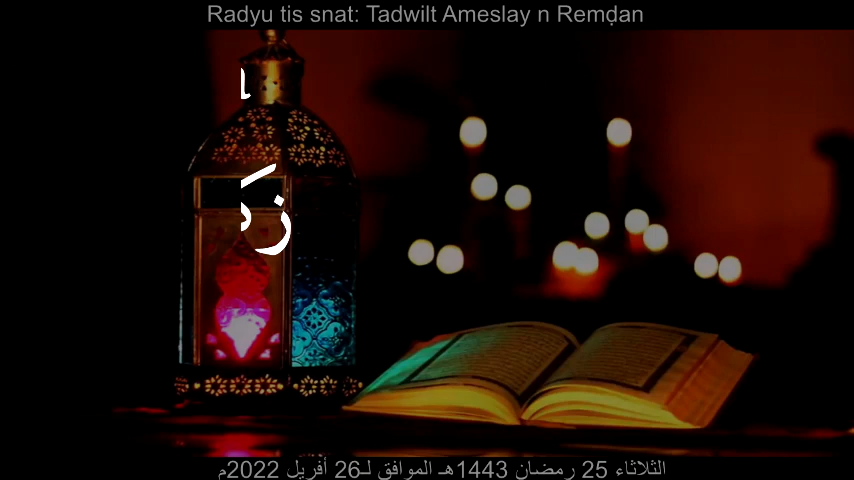 Radyu tis snat: Tadwilt Ameslay n Remḍan
الثلاثاء 25 رمضان 1443هـ الموافق لـ26 أفريل 2022م